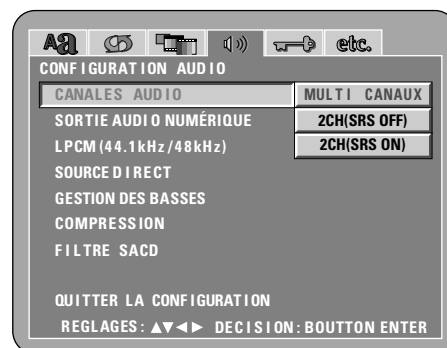 Aa etc.
CONFIGURATION AUDIO
CANALES AUDIO MULTI CANAUX
SORTIE AUDIO NUMÉRIQUE 2CH(SRS OFF)
LPCM (44.1kHz/48kHz) 2CH(SRS ON)
SOURCE DIRECT
GESTION DES BASSES
COMPRESSION
FILTRE SACD
QUITTER LA CONFIGURATION
REGLAGES: ▲▼◄► DECISION: BOUTTON ENTER